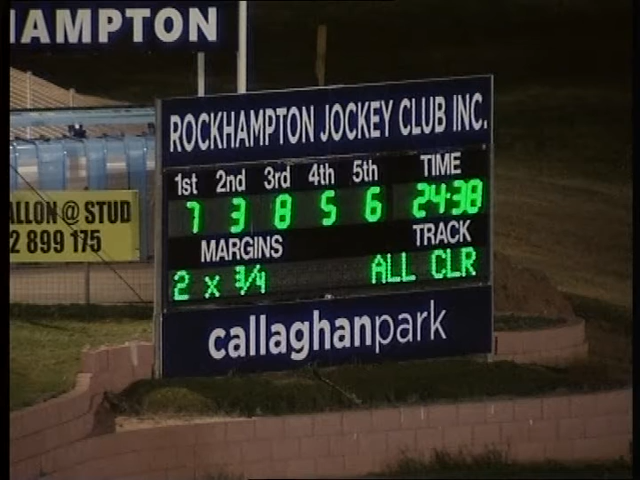 HAMPTON
ROCKHAMPTON JOCKEY CLUB INC.
1st 2nd 3rd 4th 5th TIME
7 3 8 5 6 24:38
MARGINS TRACK
2 x 3/4 ALL CLR
callaghanpark
ALLON @ STUD
2 899 175